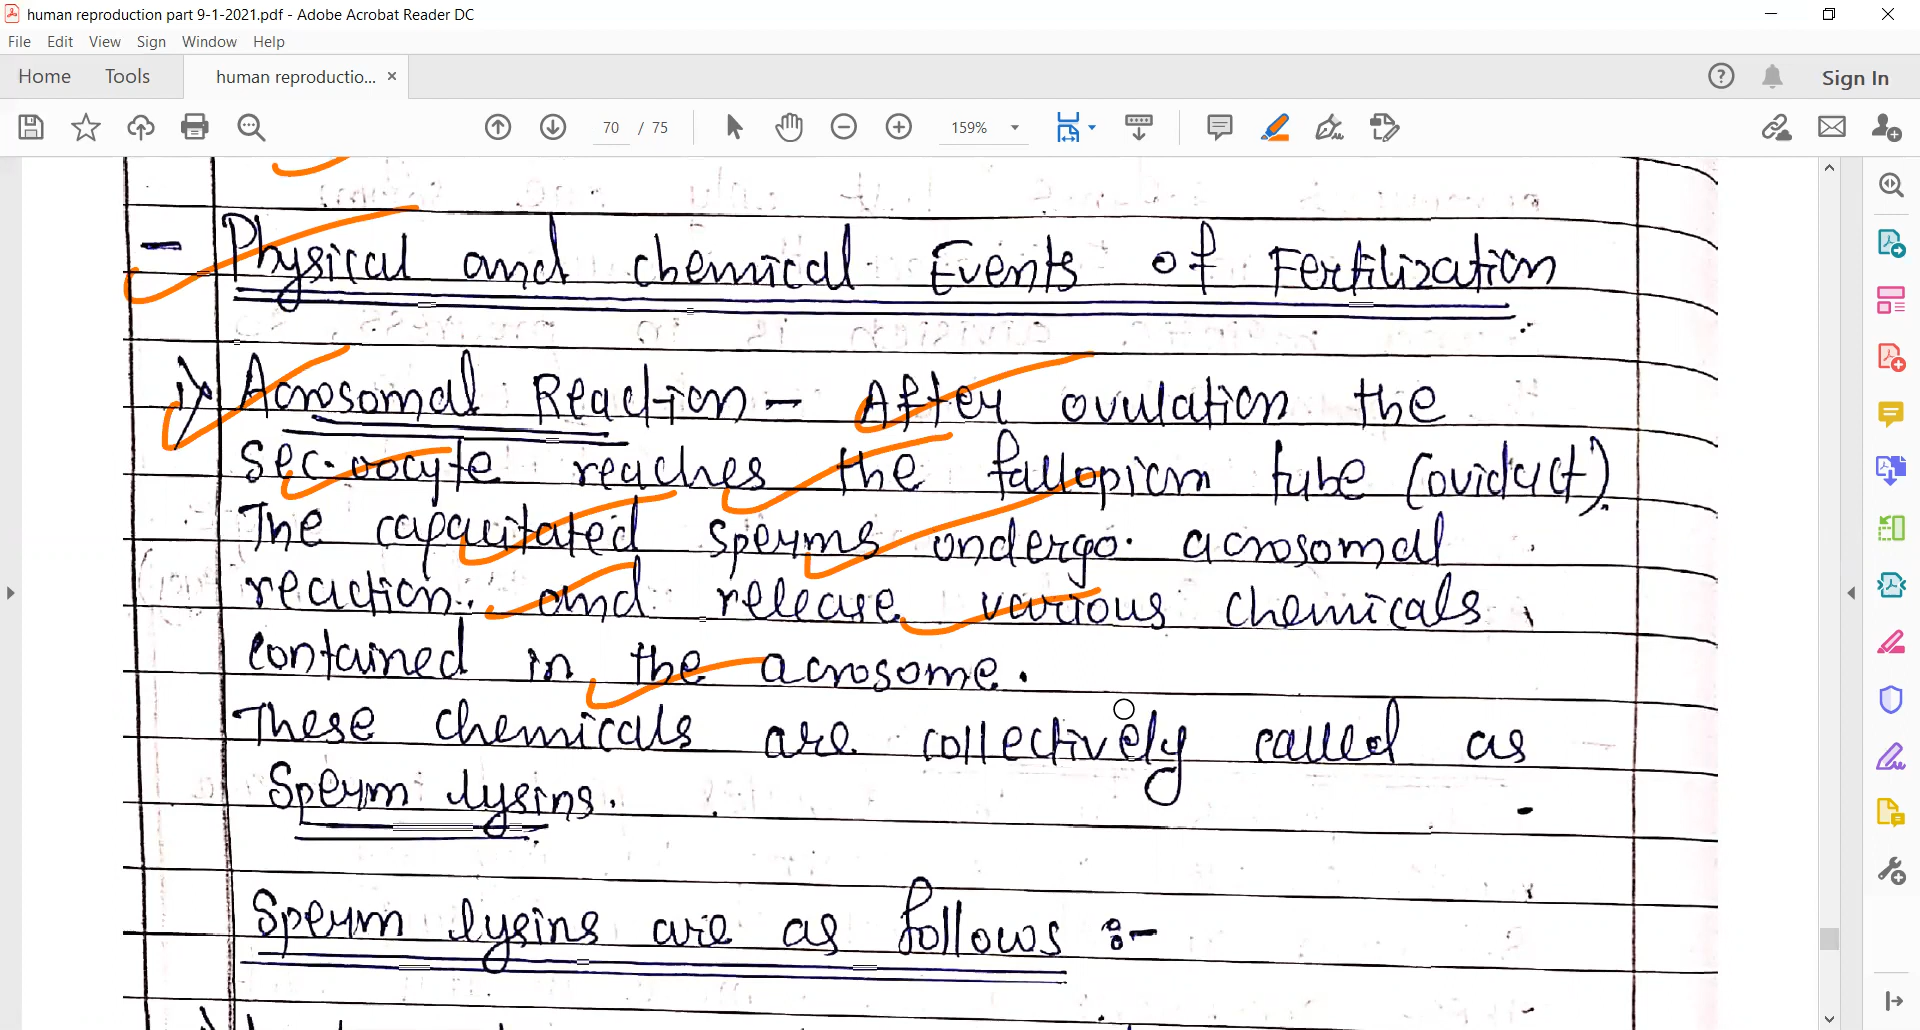 human reproduction part 9-1-2021.pdf - Adobe Acrobat Reader DC
File Edit View Sign Window Help
Home Tools human reproductio... × Sign In
70 / 75 159%
- Physical and chemical Events of Fertilization
i) Acrosomal Reaction - After ovulation the
sec. oocyte reaches the fallopian tube (oviduct).
The capacitated sperms undergo acrosomal
reaction. and release various chemicals
contained in the acrosome.
These chemicals are collectively called as
Sperm lysins.
Sperm lysins are as follows :-